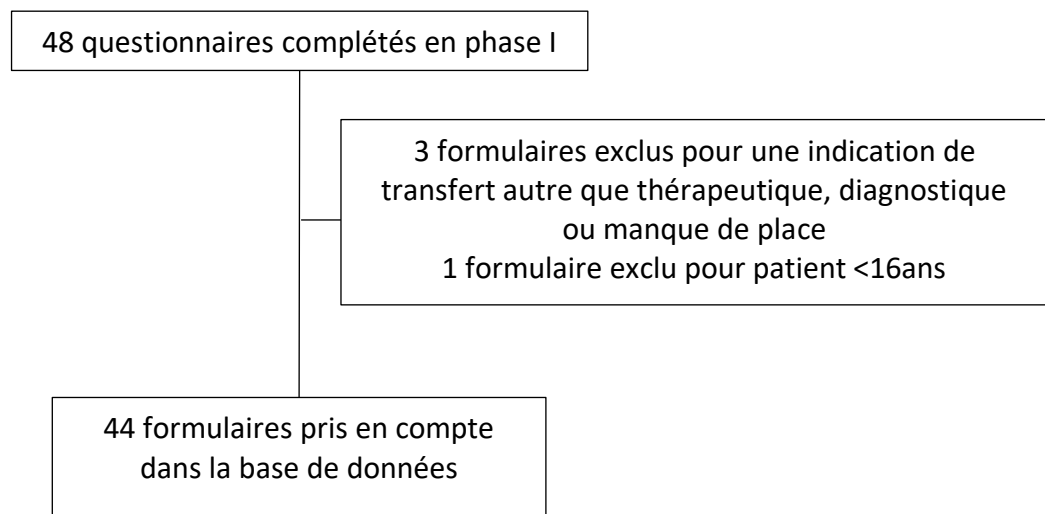 48 questionnaires complétés en phase I
3 formulaires exclus pour une indication de
transfert autre que thérapeutique, diagnostique
ou manque de place
1 formulaire exclu pour patient <16ans
44 formulaires pris en compte
dans la base de données